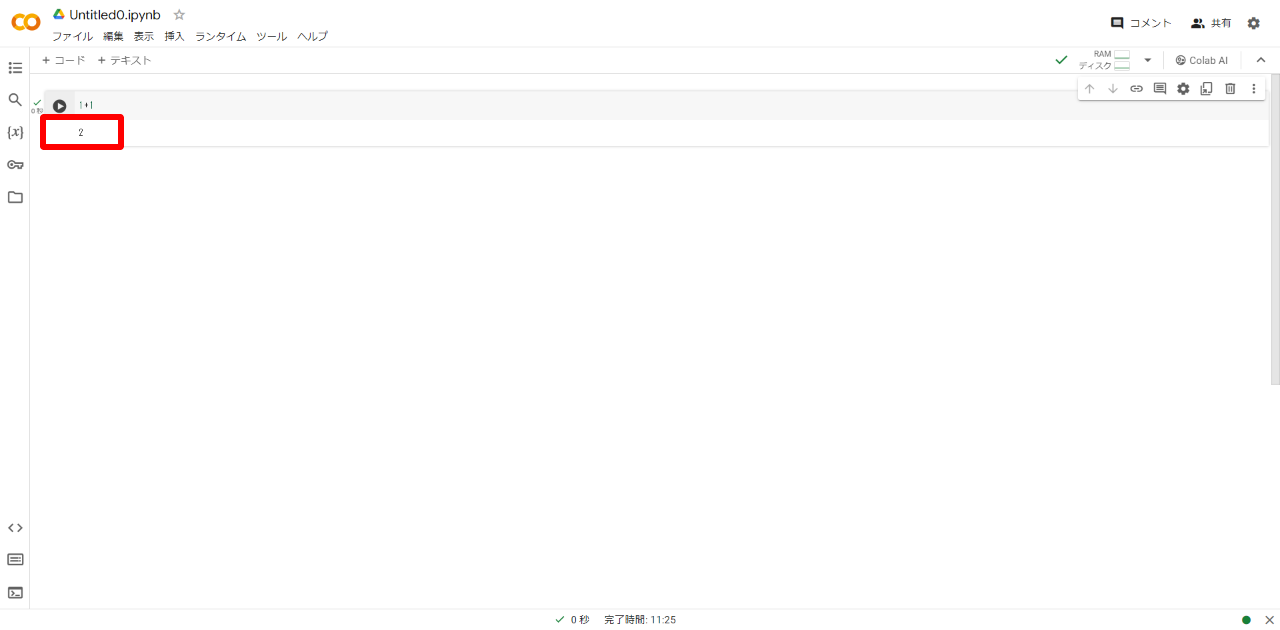 Untitled0.ipynb
ファイル 編集 表示 挿入 ランタイム ツール ヘルプ
コメント 共有
+ コード + テキスト
RAM
ディスク
Colab AI
{x}
0 秒
1+1
2
0 秒 完了時間: 11:25